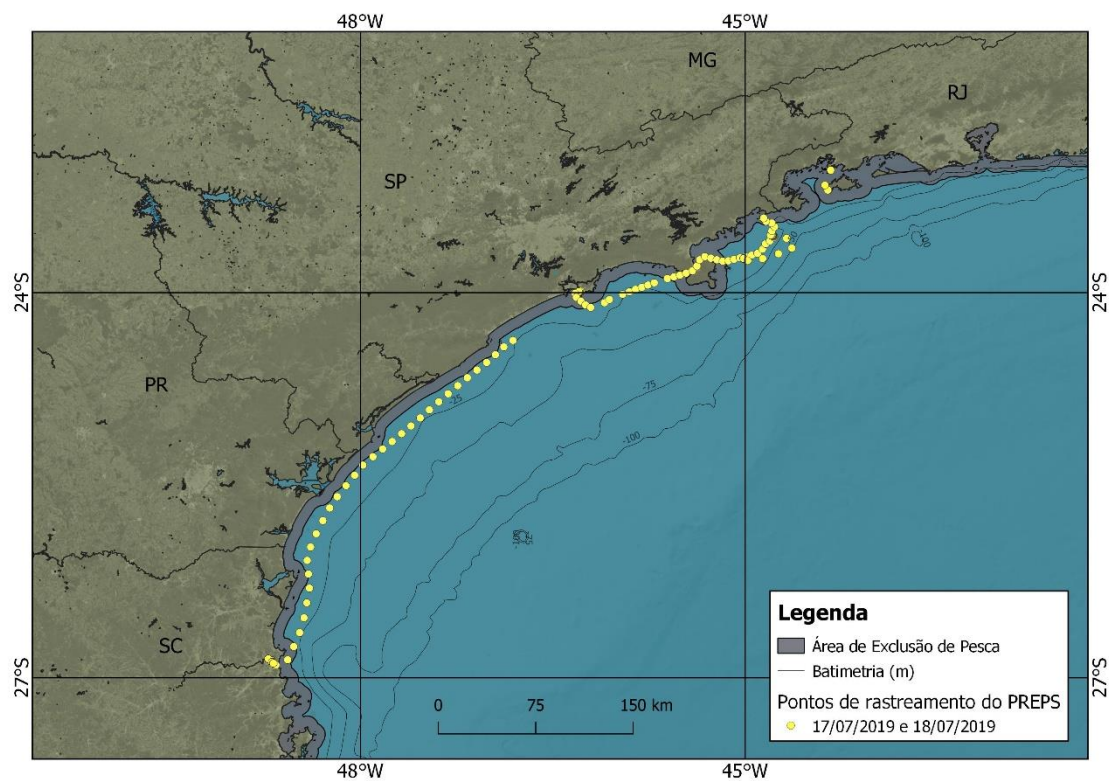 48°W
45°W
MG
RJ
SP
24°S
24°S
PR
-25
-75
-100
SC
27°S
27°S
0
75
150 km
Legenda
Área de Exclusão de Pesca
Batimetria (m)
Pontos de rastreamento do PREPS
17/07/2019 e 18/07/2019
48°W
45°W